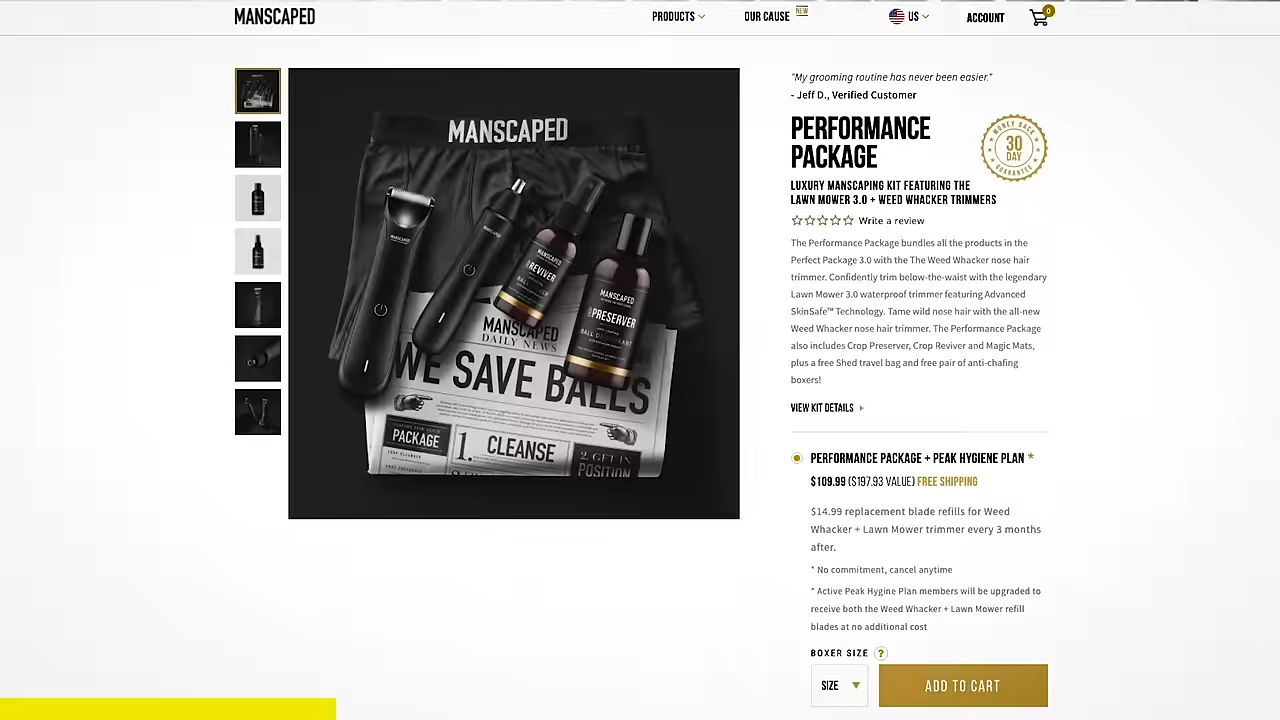 MANSCAPED
PRODUCTS
OUR CAUSE NEW
US
ACCOUNT
0
MANSCAPED
MANSCAPED
REVIVER
MANSCAPED
PRESERVER
MANSCAPED
DAILY NEWS
WE SAVE BALLS
PACKAGE
1. CLEANSE
2. GET IN
POSITION
"My grooming routine has never been easier."
- Jeff D., Verified Customer
PERFORMANCE
PACKAGE
MONEY BACK
30
DAY
GUARANTEE
LUXURY MANSCAPING KIT FEATURING THE
LAWN MOWER 3.0 + WEED WHACKER TRIMMERS
Write a review
The Performance Package bundles all the products in the
Perfect Package 3.0 with the The Weed Whacker nose hair
trimmer. Confidently trim below-the-waist with the legendary
Lawn Mower 3.0 waterproof trimmer featuring Advanced
SkinSafe™ Technology. Tame wild nose hair with the all-new
Weed Whacker nose hair trimmer. The Performance Package
also includes Crop Preserver, Crop Reviver and Magic Mats,
plus a free Shed travel bag and free pair of anti-chafing
boxers!
VIEW KIT DETAILS
PERFORMANCE PACKAGE + PEAK HYGIENE PLAN *
$109.99 ($197.93 VALUE) FREE SHIPPING
$14.99 replacement blade refills for Weed
Whacker + Lawn Mower trimmer every 3 months
after.
* No commitment, cancel anytime
* Active Peak Hygine Plan members will be upgraded to
receive both the Weed Whacker + Lawn Mower refill
blades at no additional cost
BOXER SIZE ?
SIZE
ADD TO CART